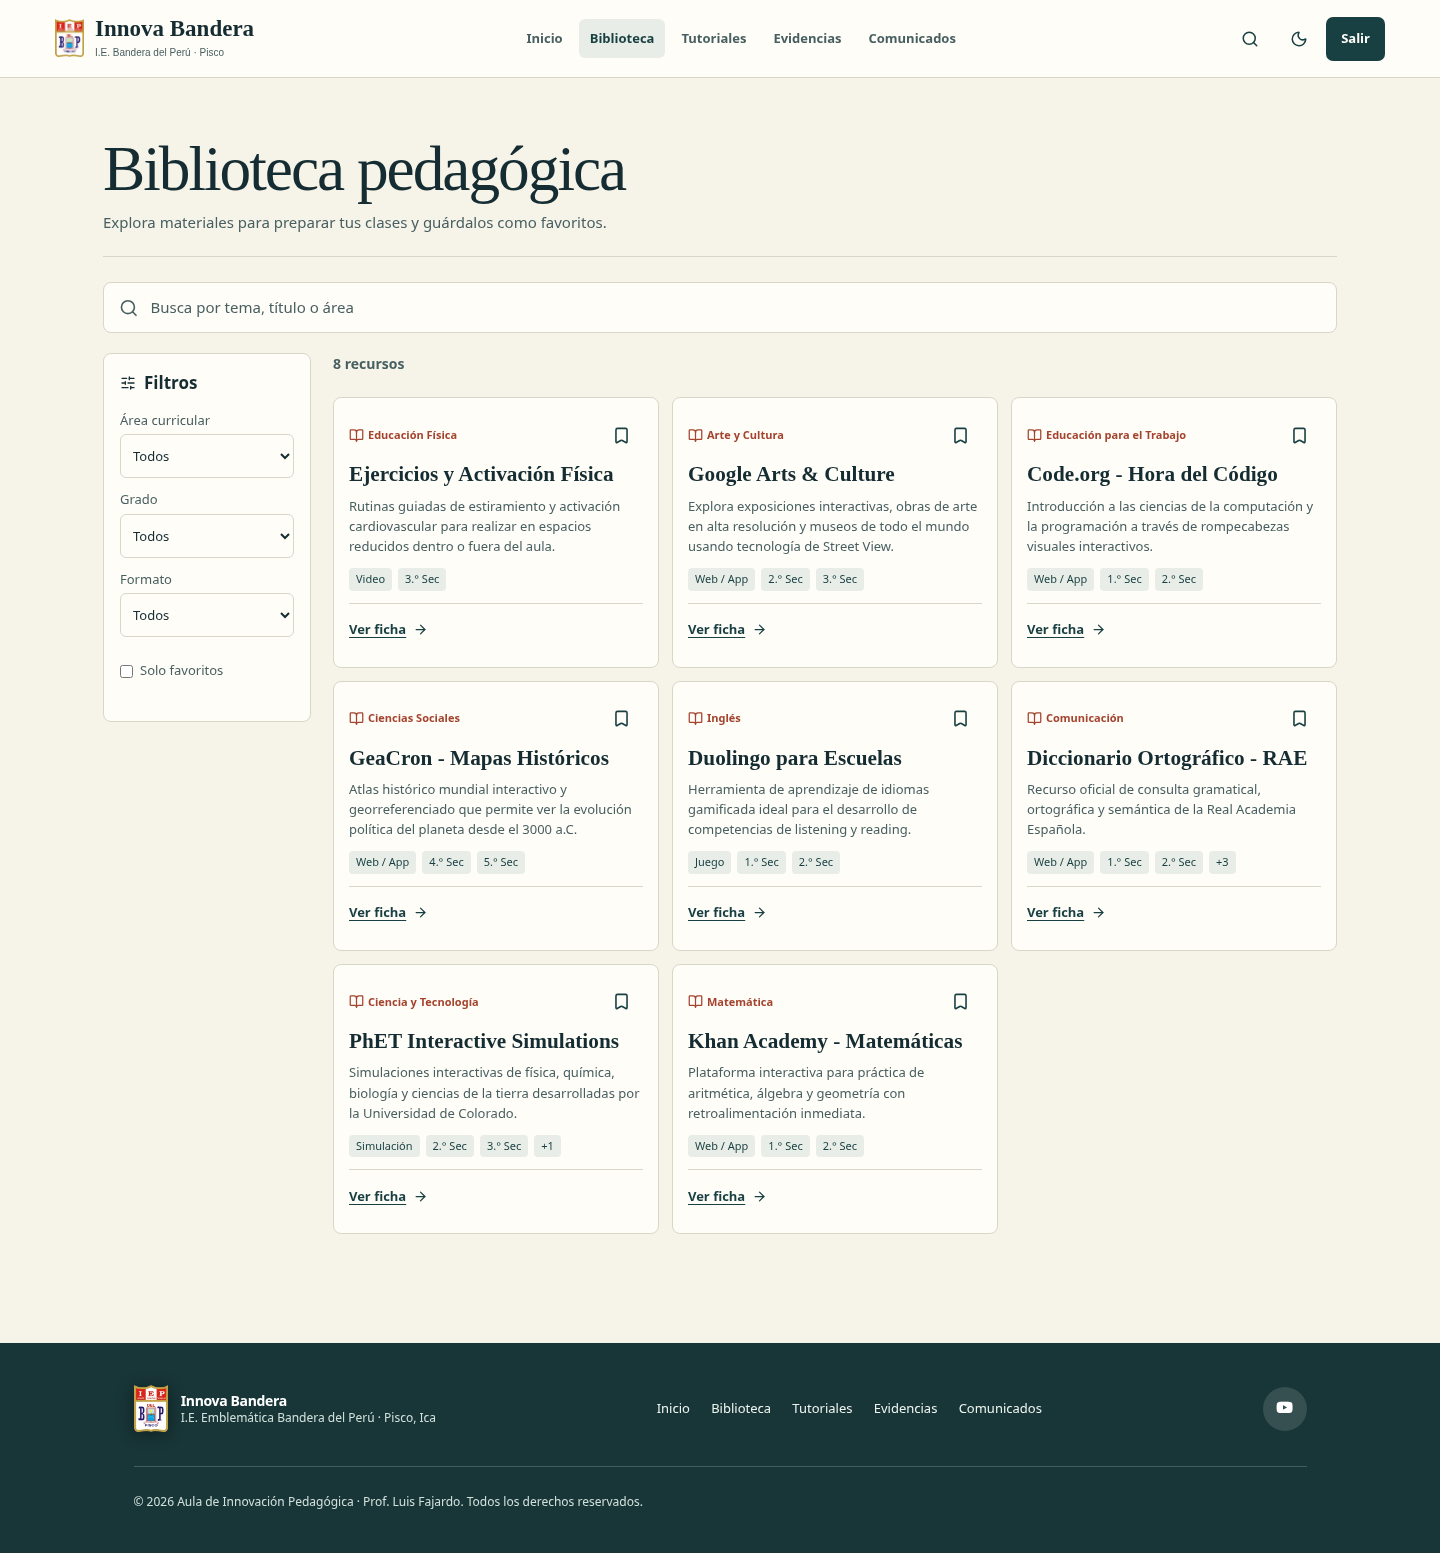 Innova Bandera
I.E. Bandera del Perú · Pisco
Inicio
Biblioteca
Tutoriales
Evidencias
Comunicados
Salir
Biblioteca pedagógica
Explora materiales para preparar tus clases y guárdalos como favoritos.
Busca por tema, título o área
Filtros
Área curricular
Todos
Grado
Todos
Formato
Todos
Solo favoritos
8 recursos
Educación Física
Ejercicios y Activación Física
Rutinas guiadas de estiramiento y activación
cardiovascular para realizar en espacios
reducidos dentro o fuera del aula.
Video
3.° Sec
Ver ficha
Arte y Cultura
Google Arts & Culture
Explora exposiciones interactivas, obras de arte
en alta resolución y museos de todo el mundo
usando tecnología de Street View.
Web / App
2.° Sec
3.° Sec
Ver ficha
Educación para el Trabajo
Code.org - Hora del Código
Introducción a las ciencias de la computación y
la programación a través de rompecabezas
visuales interactivos.
Web / App
1.° Sec
2.° Sec
Ver ficha
Ciencias Sociales
GeaCron - Mapas Históricos
Atlas histórico mundial interactivo y
georreferenciado que permite ver la evolución
política del planeta desde el 3000 a.C.
Web / App
4.° Sec
5.° Sec
Ver ficha
Inglés
Duolingo para Escuelas
Herramienta de aprendizaje de idiomas
gamificada ideal para el desarrollo de
competencias de listening y reading.
Juego
1.° Sec
2.° Sec
Ver ficha
Comunicación
Diccionario Ortográfico - RAE
Recurso oficial de consulta gramatical,
ortográfica y semántica de la Real Academia
Española.
Web / App
1.° Sec
2.° Sec
+3
Ver ficha
Ciencia y Tecnología
PhET Interactive Simulations
Simulaciones interactivas de física, química,
biología y ciencias de la tierra desarrolladas por
la Universidad de Colorado.
Simulación
2.° Sec
3.° Sec
+1
Ver ficha
Matemática
Khan Academy - Matemáticas
Plataforma interactiva para práctica de
aritmética, álgebra y geometría con
retroalimentación inmediata.
Web / App
1.° Sec
2.° Sec
Ver ficha
I E P
B P
PISCO
Innova Bandera
I.E. Emblemática Bandera del Perú · Pisco, Ica
Inicio
Biblioteca
Tutoriales
Evidencias
Comunicados
© 2026 Aula de Innovación Pedagógica · Prof. Luis Fajardo. Todos los derechos reservados.